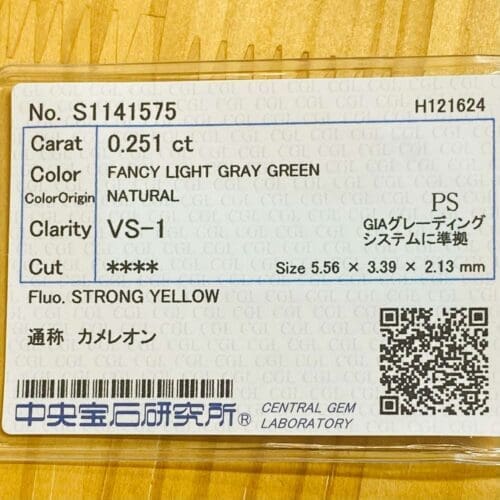 No. S1141575 H121624
Carat 0.251 ct
Color FANCY LIGHT GRAY GREEN
ColorOrigin NATURAL
Clarity VS-1
PS
GIAグレーディング
システムに準拠
Cut **** Size 5.56 × 3.39 × 2.13 mm
Fluo. STRONG YELLOW
通称 カメレオン
中央宝石研究所® CENTRAL GEM
LABORATORY